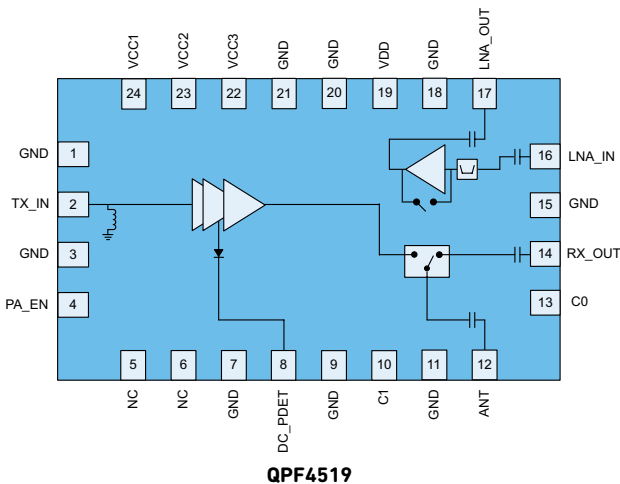 VCC1
VCC2
VCC3
GND
GND
VDD
GND
LNA_OUT
24
23
22
21
20
19
18
17
GND
1
16
LNA_IN
TX_IN
2
15
GND
GND
3
14
RX_OUT
PA_EN
4
13
C0
5
6
7
8
9
10
11
12
NC
NC
GND
DC_PDET
GND
C1
GND
ANT
QPF4519